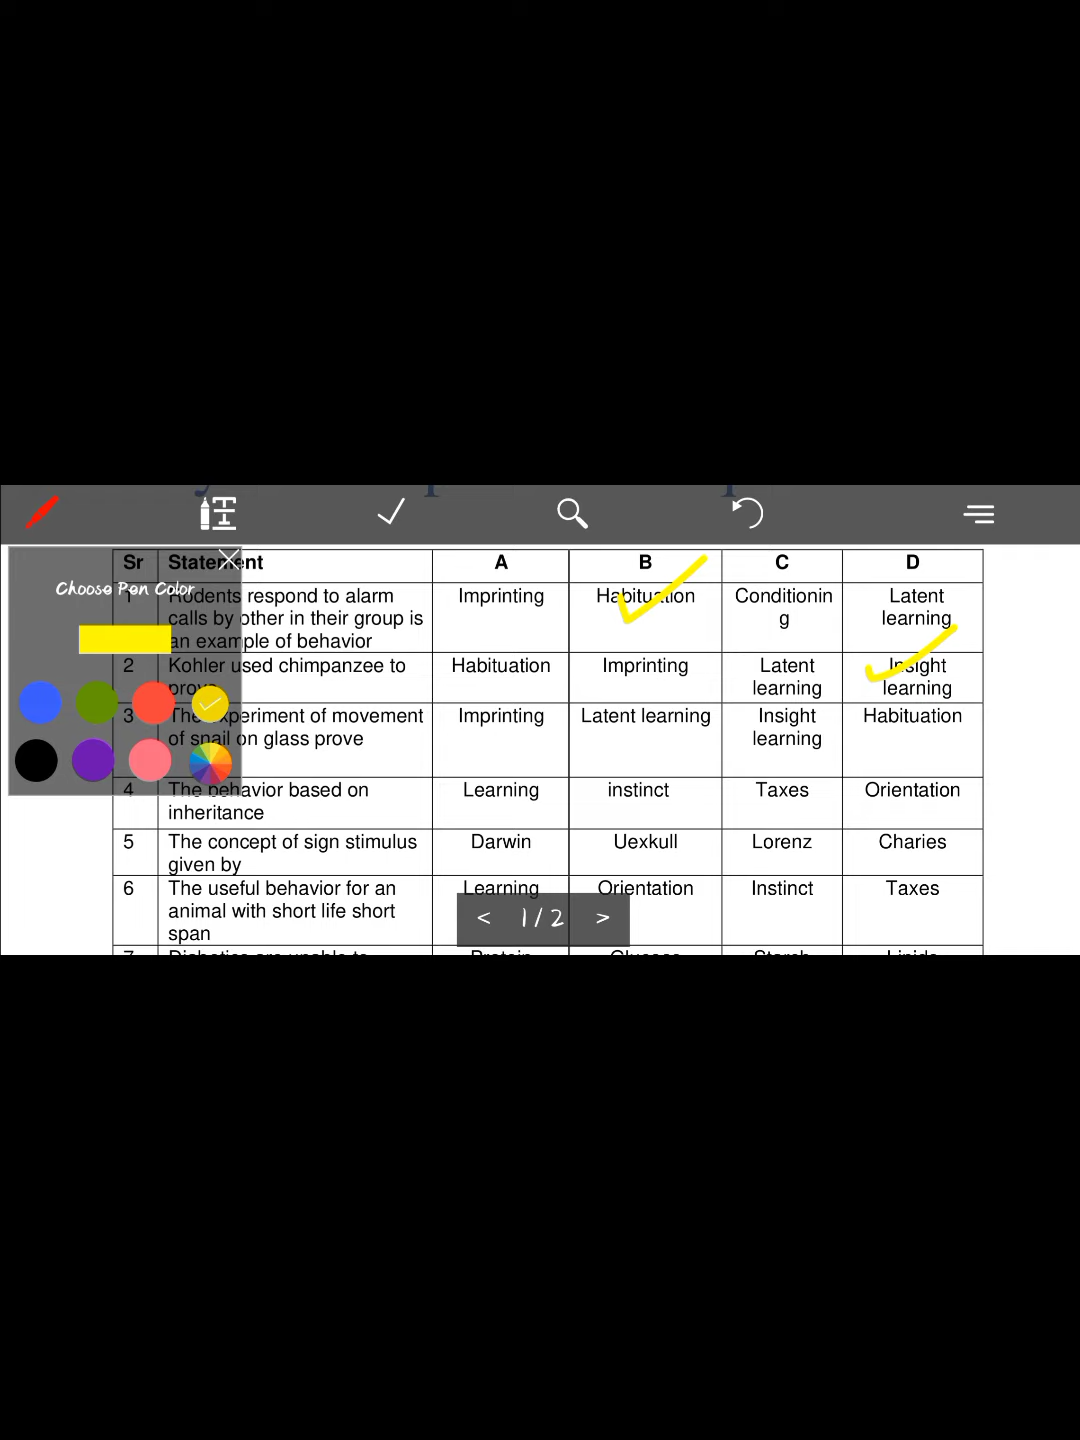 Sr Statement A B C D
Choose Pen Color
1 Rodents respond to alarm Imprinting Habituation Conditionin Latent
calls by other in their group is g learning
an example of behavior
2 Kohler used chimpanzee to Habituation Imprinting Latent Insight
prove learning learning
3 The experiment of movement Imprinting Latent learning Insight Habituation
of snail on glass prove learning
4 The behavior based on Learning instinct Taxes Orientation
inheritance
5 The concept of sign stimulus Darwin Uexkull Lorenz Charies
given by
6 The useful behavior for an Learning Orientation Instinct Taxes
animal with short life short
span
< 1/2 >